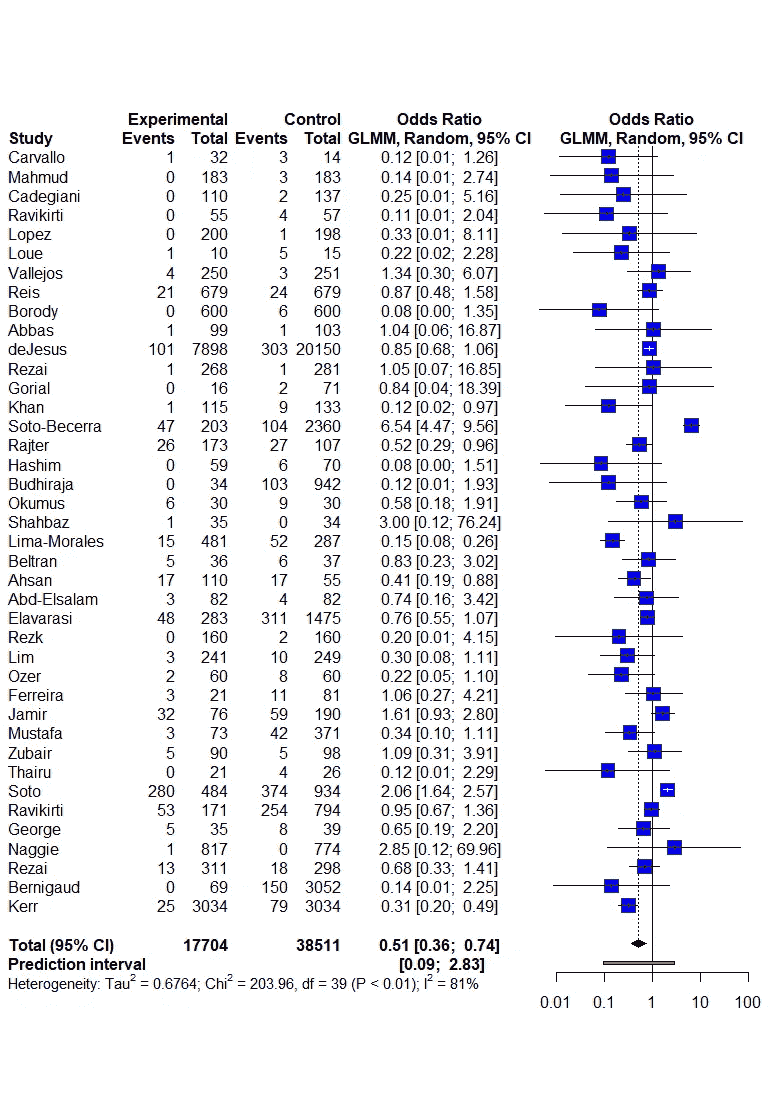 Experimental Control Odds Ratio Odds Ratio
Study Events Total Events Total GLMM, Random, 95% CI GLMM, Random, 95% CI
Carvallo 1 32 3 14 0.12 [0.01; 1.26]
Mahmud 0 183 3 183 0.14 [0.01; 2.74]
Cadegiani 0 110 2 137 0.25 [0.01; 5.16]
Ravikirti 0 55 4 57 0.11 [0.01; 2.04]
Lopez 0 200 1 198 0.33 [0.01; 8.11]
Loue 1 10 5 15 0.22 [0.02; 2.28]
Vallejos 4 250 3 251 1.34 [0.30; 6.07]
Reis 21 679 24 679 0.87 [0.48; 1.58]
Borody 0 600 6 600 0.08 [0.00; 1.35]
Abbas 1 99 1 103 1.04 [0.06; 16.87]
deJesus 101 7898 303 20150 0.85 [0.68; 1.06]
Rezai 1 268 1 281 1.05 [0.07; 16.85]
Gorial 0 16 2 71 0.84 [0.04; 18.39]
Khan 1 115 9 133 0.12 [0.02; 0.97]
Soto-Becerra 47 203 104 2360 6.54 [4.47; 9.56]
Rajter 26 173 27 107 0.52 [0.29; 0.96]
Hashim 0 59 6 70 0.08 [0.00; 1.51]
Budhiraja 0 34 103 942 0.12 [0.01; 1.93]
Okumus 6 30 9 30 0.58 [0.18; 1.91]
Shahbaz 1 35 0 34 3.00 [0.12; 76.24]
Lima-Morales 15 481 52 287 0.15 [0.08; 0.26]
Beltran 5 36 6 37 0.83 [0.23; 3.02]
Ahsan 17 110 17 55 0.41 [0.19; 0.88]
Abd-Elsalam 3 82 4 82 0.74 [0.16; 3.42]
Elavarasi 48 283 311 1475 0.76 [0.55; 1.07]
Rezk 0 160 2 160 0.20 [0.01; 4.15]
Lim 3 241 10 249 0.30 [0.08; 1.11]
Ozer 2 60 8 60 0.22 [0.05; 1.10]
Ferreira 3 21 11 81 1.06 [0.27; 4.21]
Jamir 32 76 59 190 1.61 [0.93; 2.80]
Mustafa 3 73 42 371 0.34 [0.10; 1.11]
Zubair 5 90 5 98 1.09 [0.31; 3.91]
Thairu 0 21 4 26 0.12 [0.01; 2.29]
Soto 280 484 374 934 2.06 [1.64; 2.57]
Ravikirti 53 171 254 794 0.95 [0.67; 1.36]
George 5 35 8 39 0.65 [0.19; 2.20]
Naggie 1 817 0 774 2.85 [0.12; 69.96]
Rezai 13 311 18 298 0.68 [0.33; 1.41]
Bernigaud 0 69 150 3052 0.14 [0.01; 2.25]
Kerr 25 3034 79 3034 0.31 [0.20; 0.49]
Total (95% CI) 17704 38511 0.51 [0.36; 0.74]
Prediction interval [0.09; 2.83]
Heterogeneity: Tau² = 0.6764; Chi² = 203.96, df = 39 (P < 0.01); I² = 81%
0.01 0.1 1 10 100